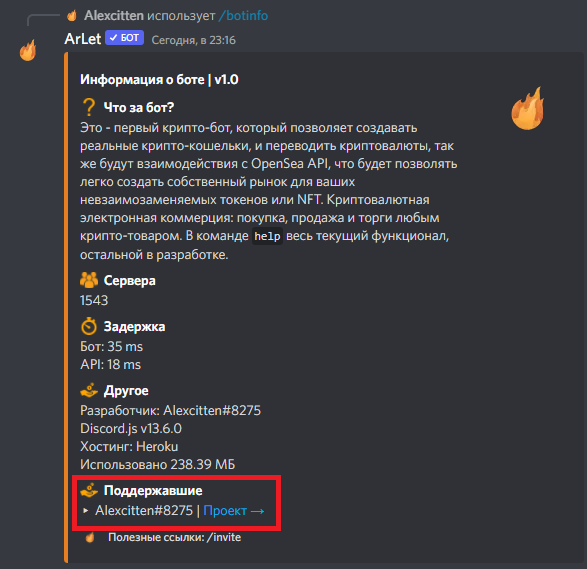 Alexcitten использует /botinfo
ArLet ✓ БОТ Сегодня, в 23:16
Информация о боте | v1.0
Что за бот?
Это - первый крипто-бот, который позволяет создавать
реальные крипто-кошельки, и переводить криптовалюты, так
же будут взаимодействия с OpenSea API, что будет позволять
легко создать собственный рынок для ваших
невзаимозаменяемых токенов или NFT. Криптовалютная
электронная коммерция: покупка, продажа и торги любым
крипто-товаром. В команде help весь текущий функционал,
остальной в разработке.
Сервера
1543
Задержка
Бот: 35 ms
API: 18 ms
Другое
Разработчик: Alexcitten#8275
Discord.js v13.6.0
Хостинг: Heroku
Использовано 238.39 МБ
Поддержавшие
‣ Alexcitten#8275 | Проект →
Полезные ссылки: /invite